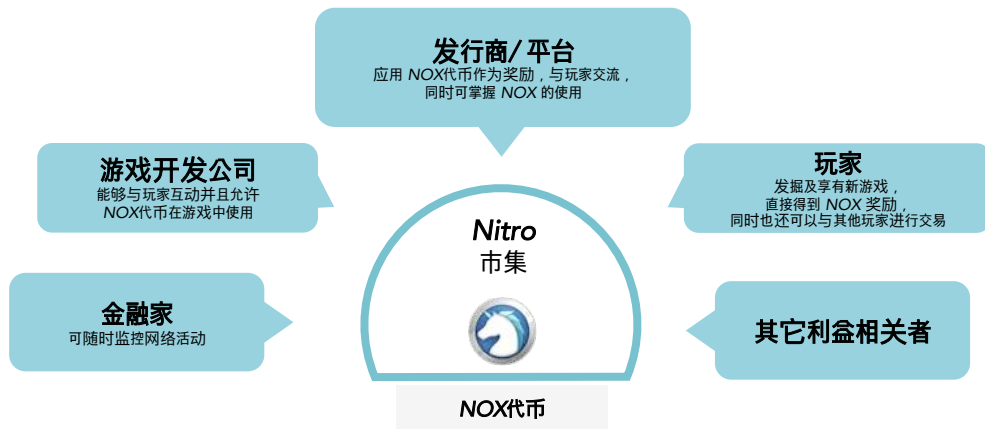 发行商/平台
应用 NOX代币作为奖励，与玩家交流，
同时可掌握 NOX 的使用
游戏开发公司
能够与玩家互动并且允许
NOX代币在游戏中使用
玩家
发掘及享有新游戏，
直接得到 NOX 奖励，
同时也还可以与其他玩家进行交易
Nitro
市集
金融家
可随时监控网络活动
其它利益相关者
NOX代币